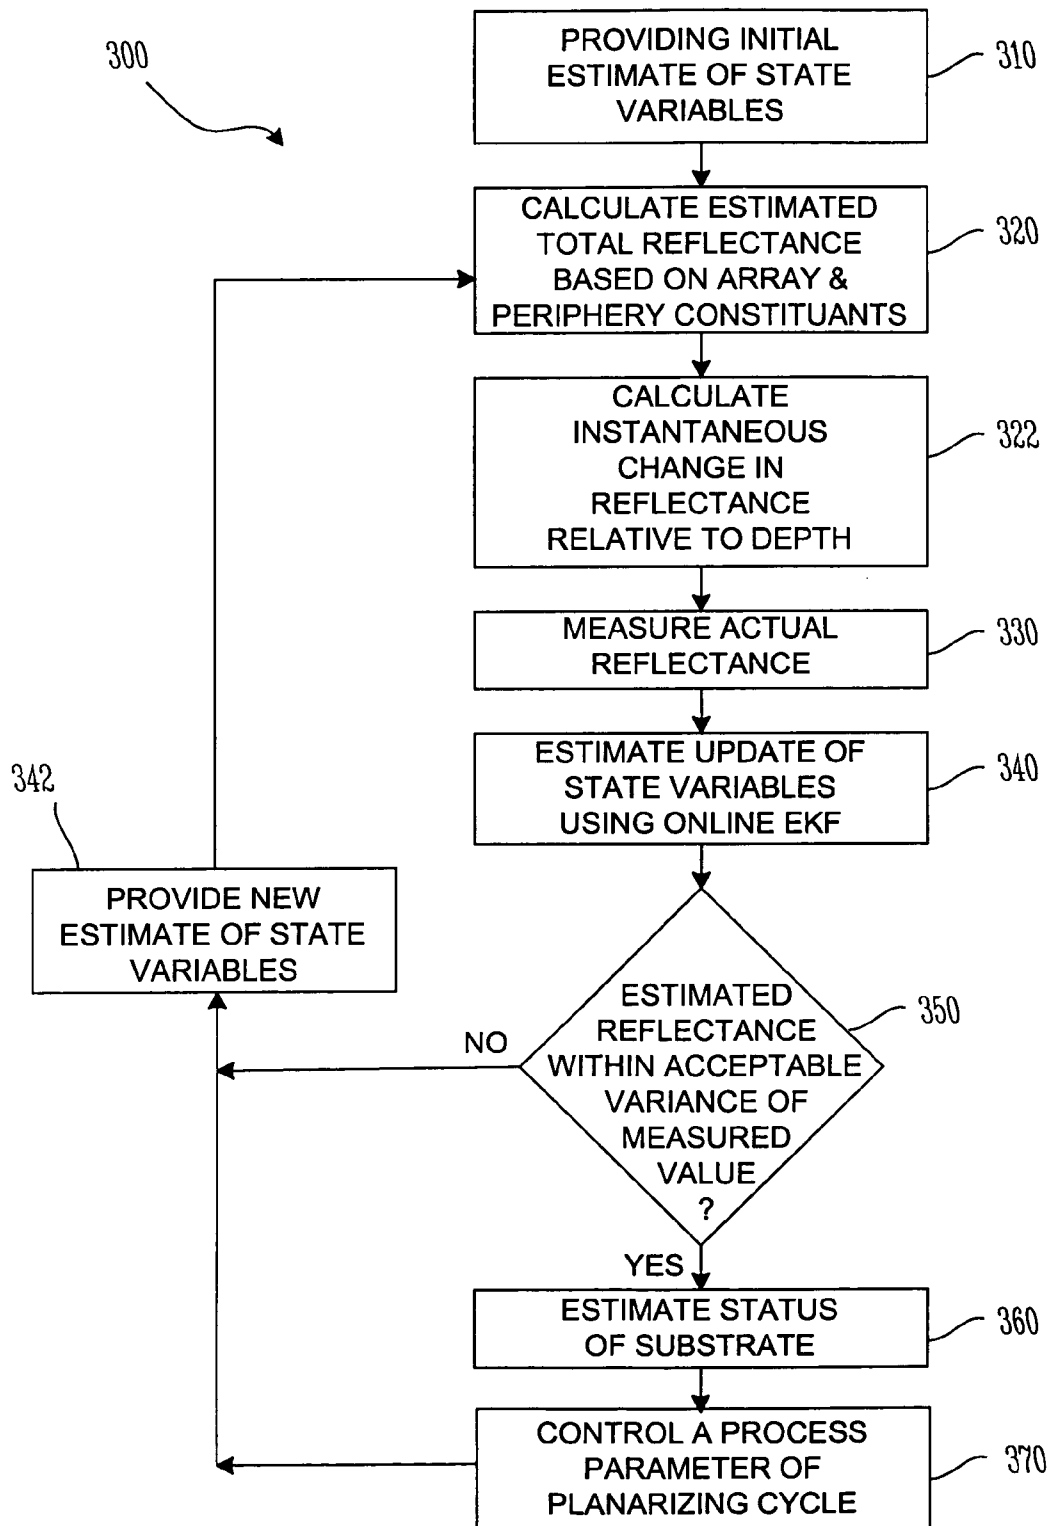 300
PROVIDING INITIAL
ESTIMATE OF STATE
VARIABLES
310
CALCULATE ESTIMATED
TOTAL REFLECTANCE
BASED ON ARRAY &
PERIPHERY CONSTITUANTS
320
CALCULATE
INSTANTANEOUS
CHANGE IN
REFLECTANCE
RELATIVE TO DEPTH
322
MEASURE ACTUAL
REFLECTANCE
330
ESTIMATE UPDATE OF
STATE VARIABLES
USING ONLINE EKF
340
342
PROVIDE NEW
ESTIMATE OF STATE
VARIABLES
ESTIMATED
REFLECTANCE
WITHIN ACCEPTABLE
VARIANCE OF
MEASURED
VALUE
?
350
NO
YES
ESTIMATE STATUS
OF SUBSTRATE
360
CONTROL A PROCESS
PARAMETER OF
PLANARIZING CYCLE
370